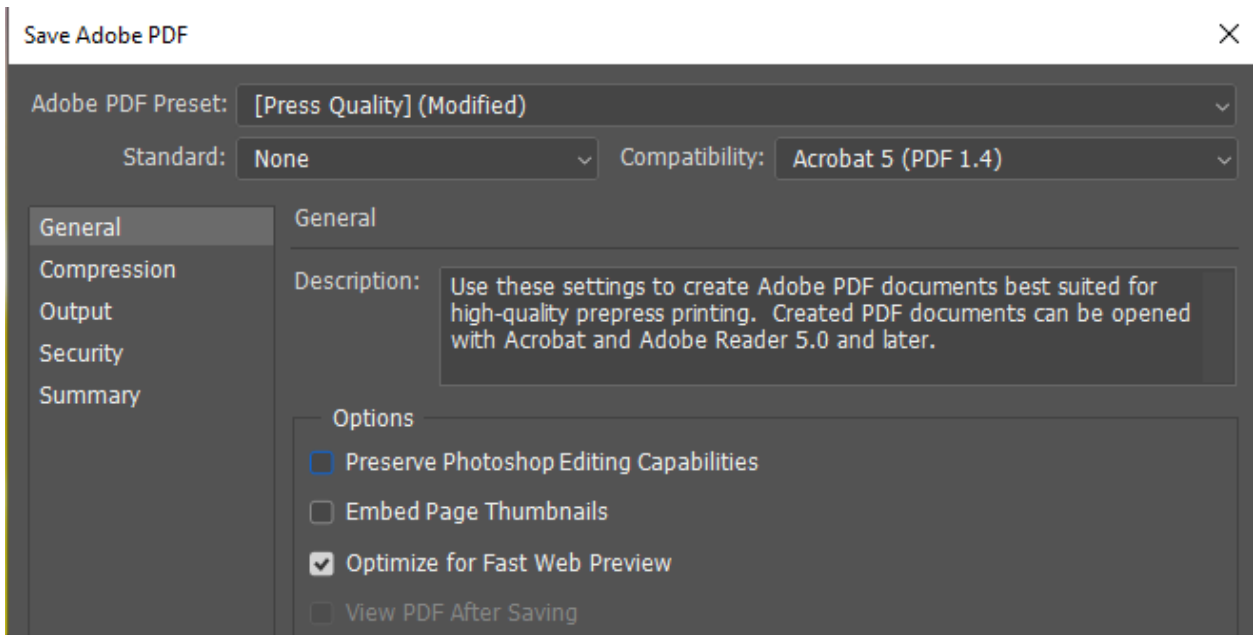 Save Adobe PDF
Adobe PDF Preset: [Press Quality] (Modified)
Standard: None Compatibility: Acrobat 5 (PDF 1.4)
General
Compression
Output
Security
Summary
General
Description: Use these settings to create Adobe PDF documents best suited for
high-quality prepress printing.  Created PDF documents can be opened
with Acrobat and Adobe Reader 5.0 and later.
Options
Preserve Photoshop Editing Capabilities
Embed Page Thumbnails
Optimize for Fast Web Preview
View PDF After Saving